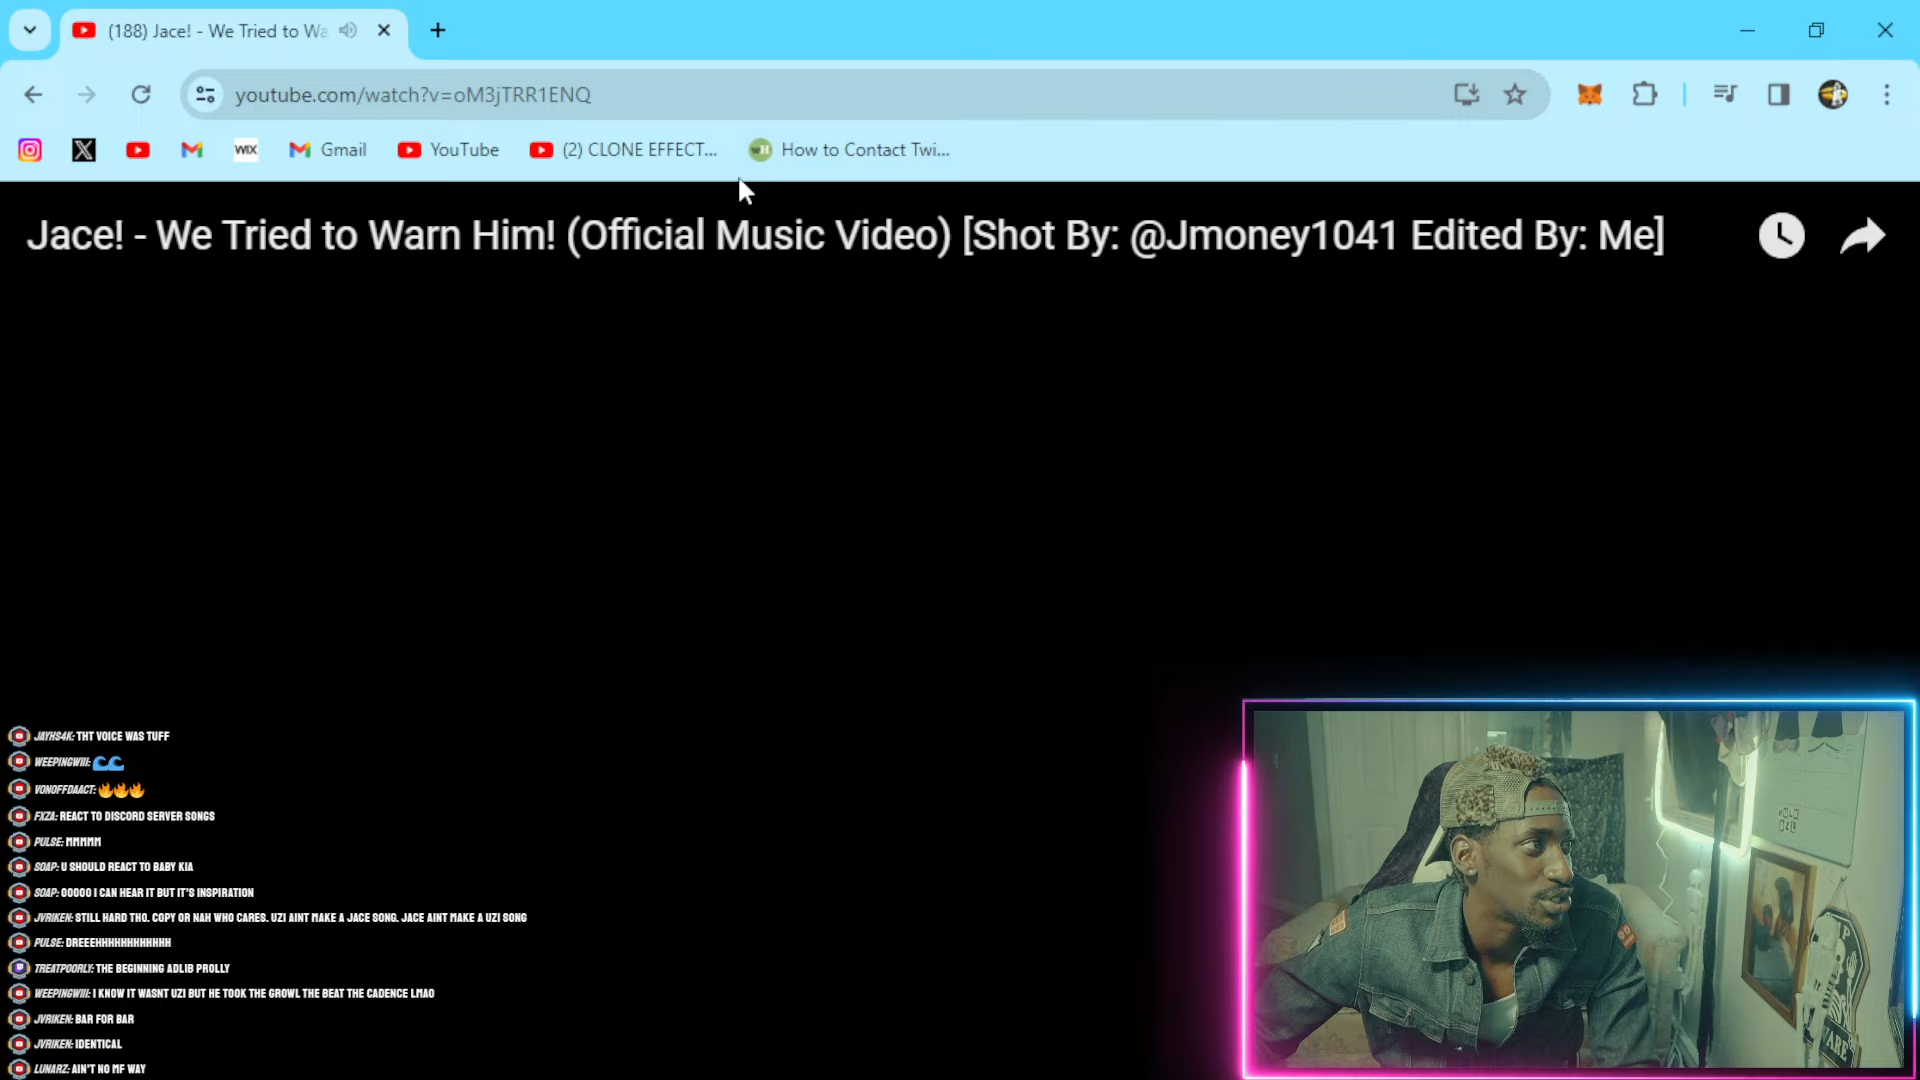 (188) Jace! - We Tried to Wa
youtube.com/watch?v=oM3jTRR1ENQ
WIX
Gmail
YouTube
(2) CLONE EFFECT...
wH
How to Contact Twi...
Jace! - We Tried to Warn Him! (Official Music Video) [Shot By: @Jmoney1041 Edited By: Me]
JAYHS4K: THT VOICE WAS TUFF
WEEPINGWIII: 🌊🌊
VONOFFDAACT: 🔥🔥🔥
FXZA: REACT TO DISCORD SERVER SONGS
PULSE: MMMMM
SOAP: U SHOULD REACT TO BABY KIA
SOAP: OOOOO I CAN HEAR IT BUT IT'S INSPIRATION
JVRIKEN: STILL HARD THO. COPY OR NAH WHO CARES. UZI AINT MAKE A JACE SONG. JACE AINT MAKE A UZI SONG
PULSE: DREEEHHHHHHHHHHH
TREATPOORLY: THE BEGINNING ADLIB PROLLY
WEEPINGWIII: I KNOW IT WASNT UZI BUT HE TOOK THE GROWL THE BEAT THE CADENCE LMAO
JVRIKEN: BAR FOR BAR
JVRIKEN: IDENTICAL
LUNARZ: AIN'T NO MF WAY